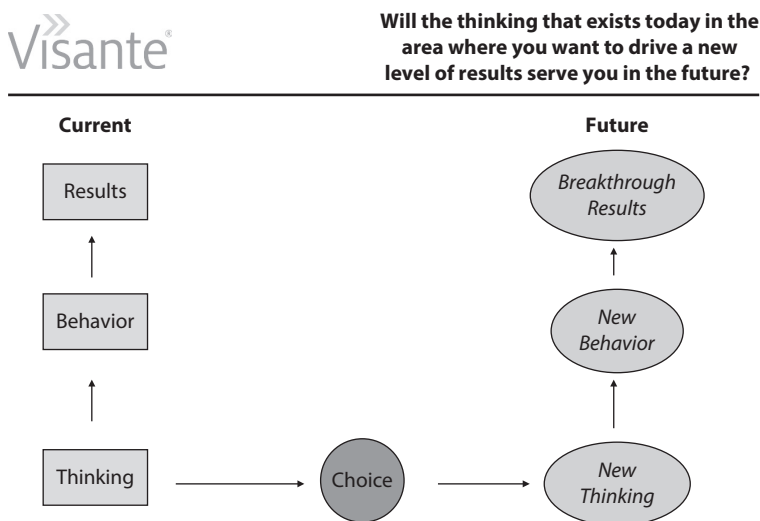 Visante®
Will the thinking that exists today in the
area where you want to drive a new
level of results serve you in the future?
Current
Future
Results
Breakthrough
Results
Behavior
New
Behavior
Thinking
Choice
New
Thinking